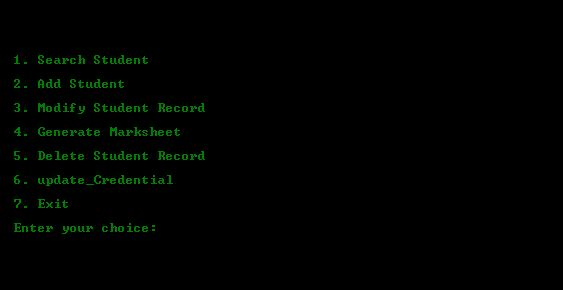 1. Search Student
2. Add Student
3. Modify Student Record
4. Generate Marksheet
5. Delete Student Record
6. update_Credential
7. Exit
Enter your choice: